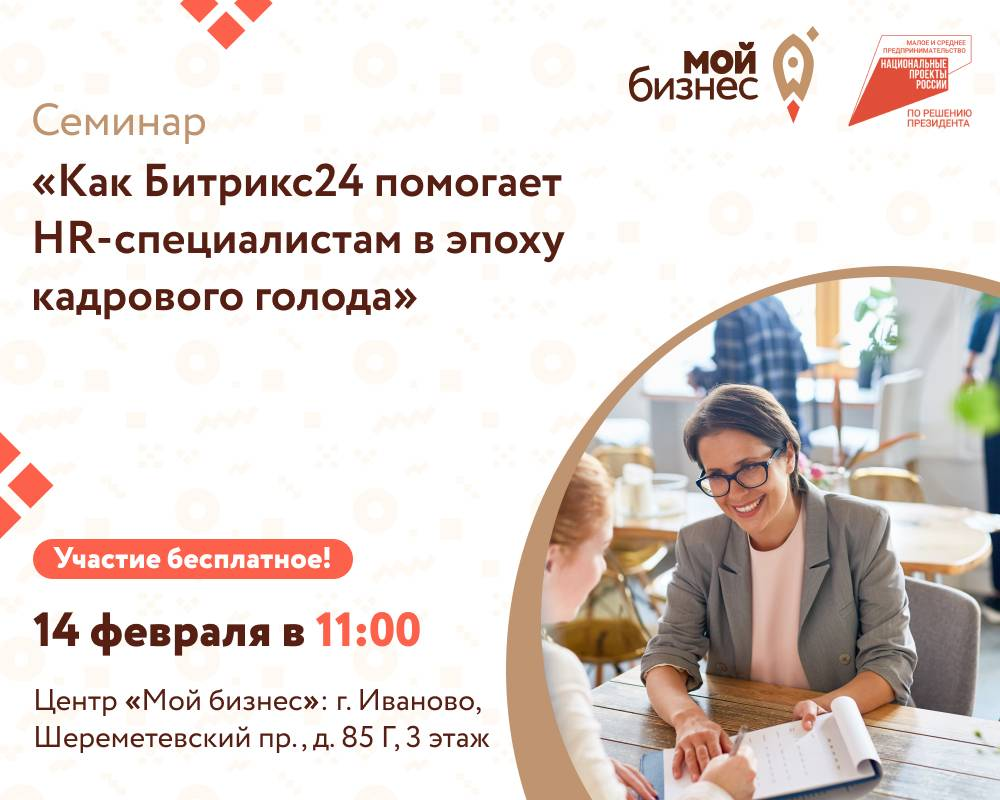 мой
бизнес
МАЛОЕ И СРЕДНЕЕ
ПРЕДПРИНИМАТЕЛЬСТВО
НАЦИОНАЛЬНЫЕ
ПРОЕКТЫ
РОССИИ
ПО РЕШЕНИЮ
ПРЕЗИДЕНТА
Семинар
«Как Битрикс24 помогает
HR-специалистам в эпоху
кадрового голода»
Участие бесплатное!
14 февраля в 11:00
Центр «Мой бизнес»: г. Иваново,
Шереметевский пр., д. 85 Г, 3 этаж